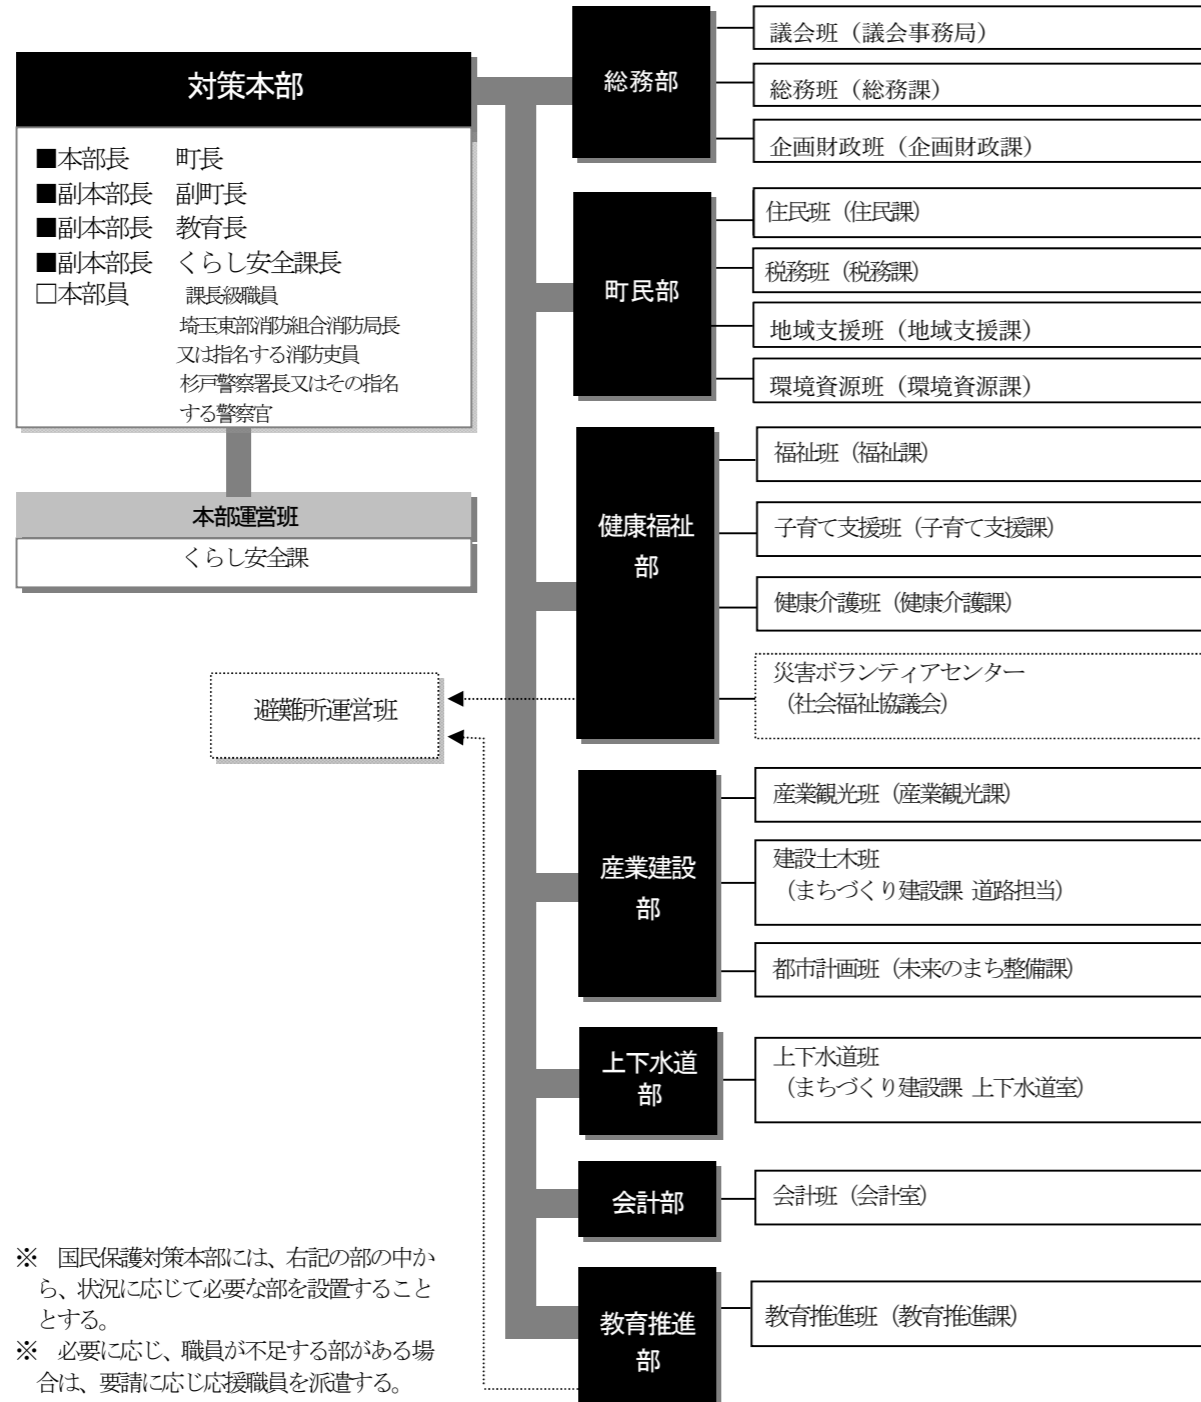 対策本部
■本部長　　町長
■副本部長　副町長
■副本部長　教育長
■副本部長　くらし安全課長
□本部員　　課長級職員
埼玉東部消防組合消防局長
又は指名する消防吏員
杉戸警察署長又はその指名
する警察官
本部運営班
くらし安全課
避難所運営班
総務部
議会班（議会事務局）
総務班（総務課）
企画財政班（企画財政課）
町民部
住民班（住民課）
税務班（税務課）
地域支援班（地域支援課）
環境資源班（環境資源課）
健康福祉
部
福祉班（福祉課）
子育て支援班（子育て支援課）
健康介護班（健康介護課）
災害ボランティアセンター
（社会福祉協議会）
産業建設
部
産業観光班（産業観光課）
建設土木班
（まちづくり建設課 道路担当）
都市計画班（未来のまち整備課）
上下水道
部
上下水道班
（まちづくり建設課 上下水道室）
会計部
会計班（会計室）
教育推進
部
教育推進班（教育推進課）
※　国民保護対策本部には、右記の部の中か
ら、状況に応じて必要な部を設置すること
とする。
※　必要に応じ、職員が不足する部がある場
合は、要請に応じ応援職員を派遣する。